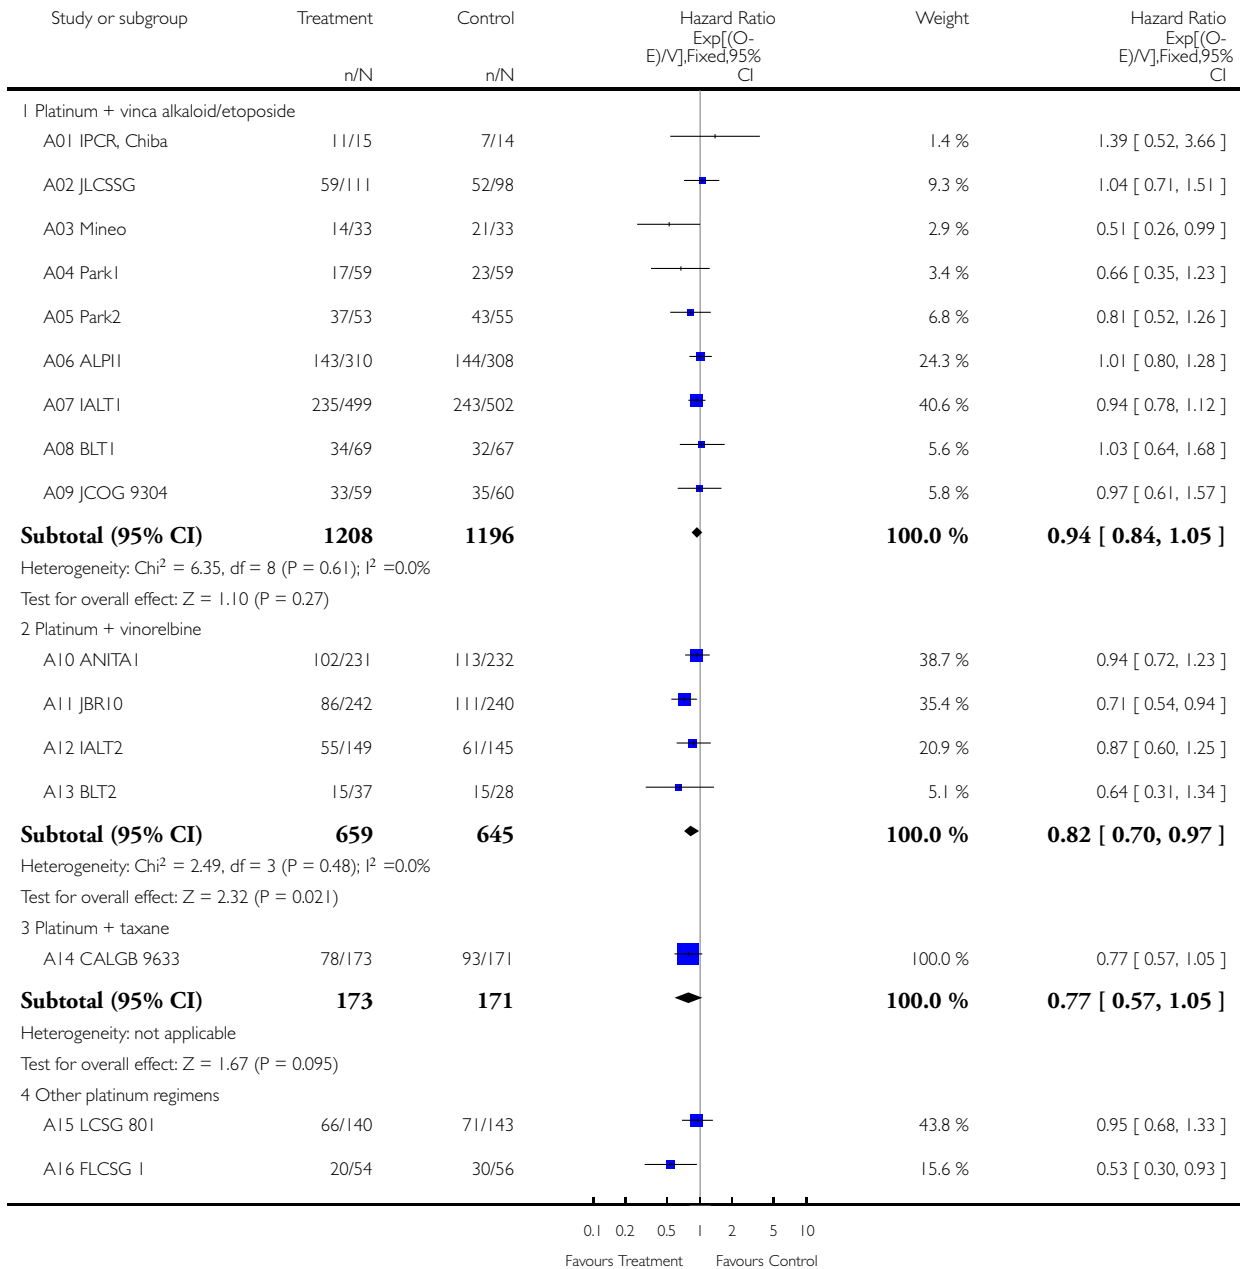 Study or subgroup Treatment Control Hazard Ratio Weight Hazard Ratio
Exp[(O- Exp[(O-
E)/V],Fixed,95% E)/V],Fixed,95%
n/N n/N CI CI
1 Platinum + vinca alkaloid/etoposide
A01 IPCR, Chiba 11/15 7/14 1.4 % 1.39 [ 0.52, 3.66 ]
A02 JLCSSG 59/111 52/98 9.3 % 1.04 [ 0.71, 1.51 ]
A03 Mineo 14/33 21/33 2.9 % 0.51 [ 0.26, 0.99 ]
A04 Park1 17/59 23/59 3.4 % 0.66 [ 0.35, 1.23 ]
A05 Park2 37/53 43/55 6.8 % 0.81 [ 0.52, 1.26 ]
A06 ALPI1 143/310 144/308 24.3 % 1.01 [ 0.80, 1.28 ]
A07 IALT1 235/499 243/502 40.6 % 0.94 [ 0.78, 1.12 ]
A08 BLT1 34/69 32/67 5.6 % 1.03 [ 0.64, 1.68 ]
A09 JCOG 9304 33/59 35/60 5.8 % 0.97 [ 0.61, 1.57 ]
Subtotal (95% CI) 1208 1196 100.0 % 0.94 [ 0.84, 1.05 ]
Heterogeneity: Chi² = 6.35, df = 8 (P = 0.61); I² =0.0%
Test for overall effect: Z = 1.10 (P = 0.27)
2 Platinum + vinorelbine
A10 ANITA1 102/231 113/232 38.7 % 0.94 [ 0.72, 1.23 ]
A11 JBR10 86/242 111/240 35.4 % 0.71 [ 0.54, 0.94 ]
A12 IALT2 55/149 61/145 20.9 % 0.87 [ 0.60, 1.25 ]
A13 BLT2 15/37 15/28 5.1 % 0.64 [ 0.31, 1.34 ]
Subtotal (95% CI) 659 645 100.0 % 0.82 [ 0.70, 0.97 ]
Heterogeneity: Chi² = 2.49, df = 3 (P = 0.48); I² =0.0%
Test for overall effect: Z = 2.32 (P = 0.021)
3 Platinum + taxane
A14 CALGB 9633 78/173 93/171 100.0 % 0.77 [ 0.57, 1.05 ]
Subtotal (95% CI) 173 171 100.0 % 0.77 [ 0.57, 1.05 ]
Heterogeneity: not applicable
Test for overall effect: Z = 1.67 (P = 0.095)
4 Other platinum regimens
A15 LCSG 801 66/140 71/143 43.8 % 0.95 [ 0.68, 1.33 ]
A16 FLCSG 1 20/54 30/56 15.6 % 0.53 [ 0.30, 0.93 ]
0.1 0.2 0.5 1 2 5 10
Favours Treatment Favours Control